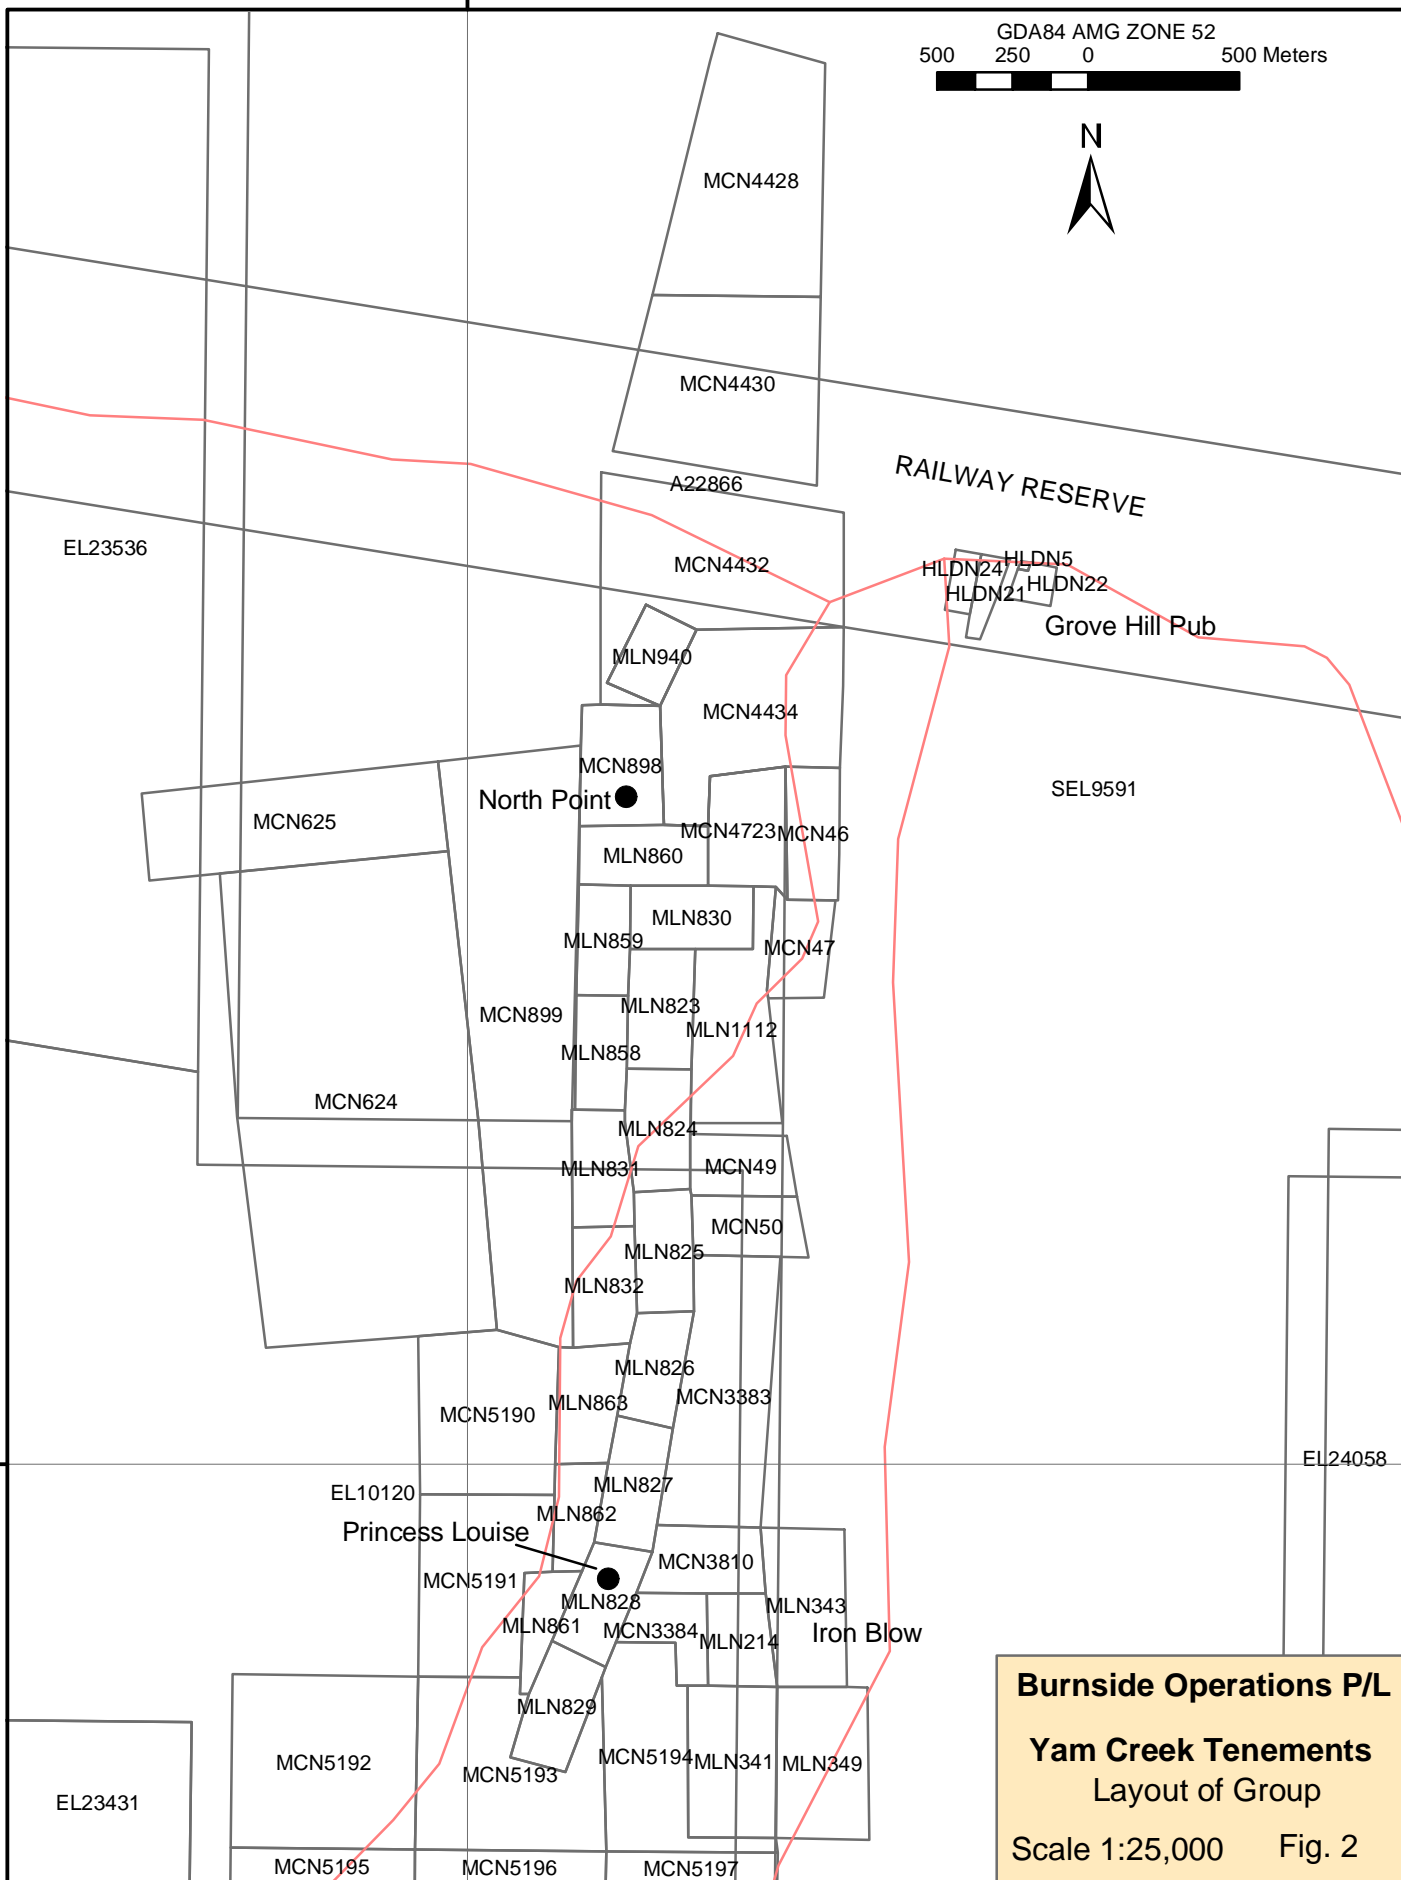 GDA84 AMG ZONE 52
500 250 0 500 Meters
N
MCN4428
MCN4430
RAILWAY RESERVE
A22866
EL23536
MCN4432
HLDN5
HLDN24
HLDN22
HLDN21
Grove Hill Pub
MLN940
MCN4434
MCN898
SEL9591
North Point
MCN625
MCN4723
MCN46
MLN860
MLN830
MLN859
MCN47
MLN823
MCN899
MLN1112
MLN858
MCN624
MLN824
MLN831
MCN49
MCN50
MLN825
MLN832
MLN826
MCN3383
MLN863
MCN5190
EL24058
MLN827
EL10120
MLN862
Princess Louise
MCN3810
MCN5191
MLN828
MLN343
MLN861
MCN3384
Iron Blow
MLN214
MLN829
MCN5192
MCN5193
MCN5194
MLN341
MLN349
EL23431
MCN5195
MCN5196
MCN5197
Burnside Operations P/L
Yam Creek Tenements
Layout of Group
Scale 1:25,000 Fig. 2